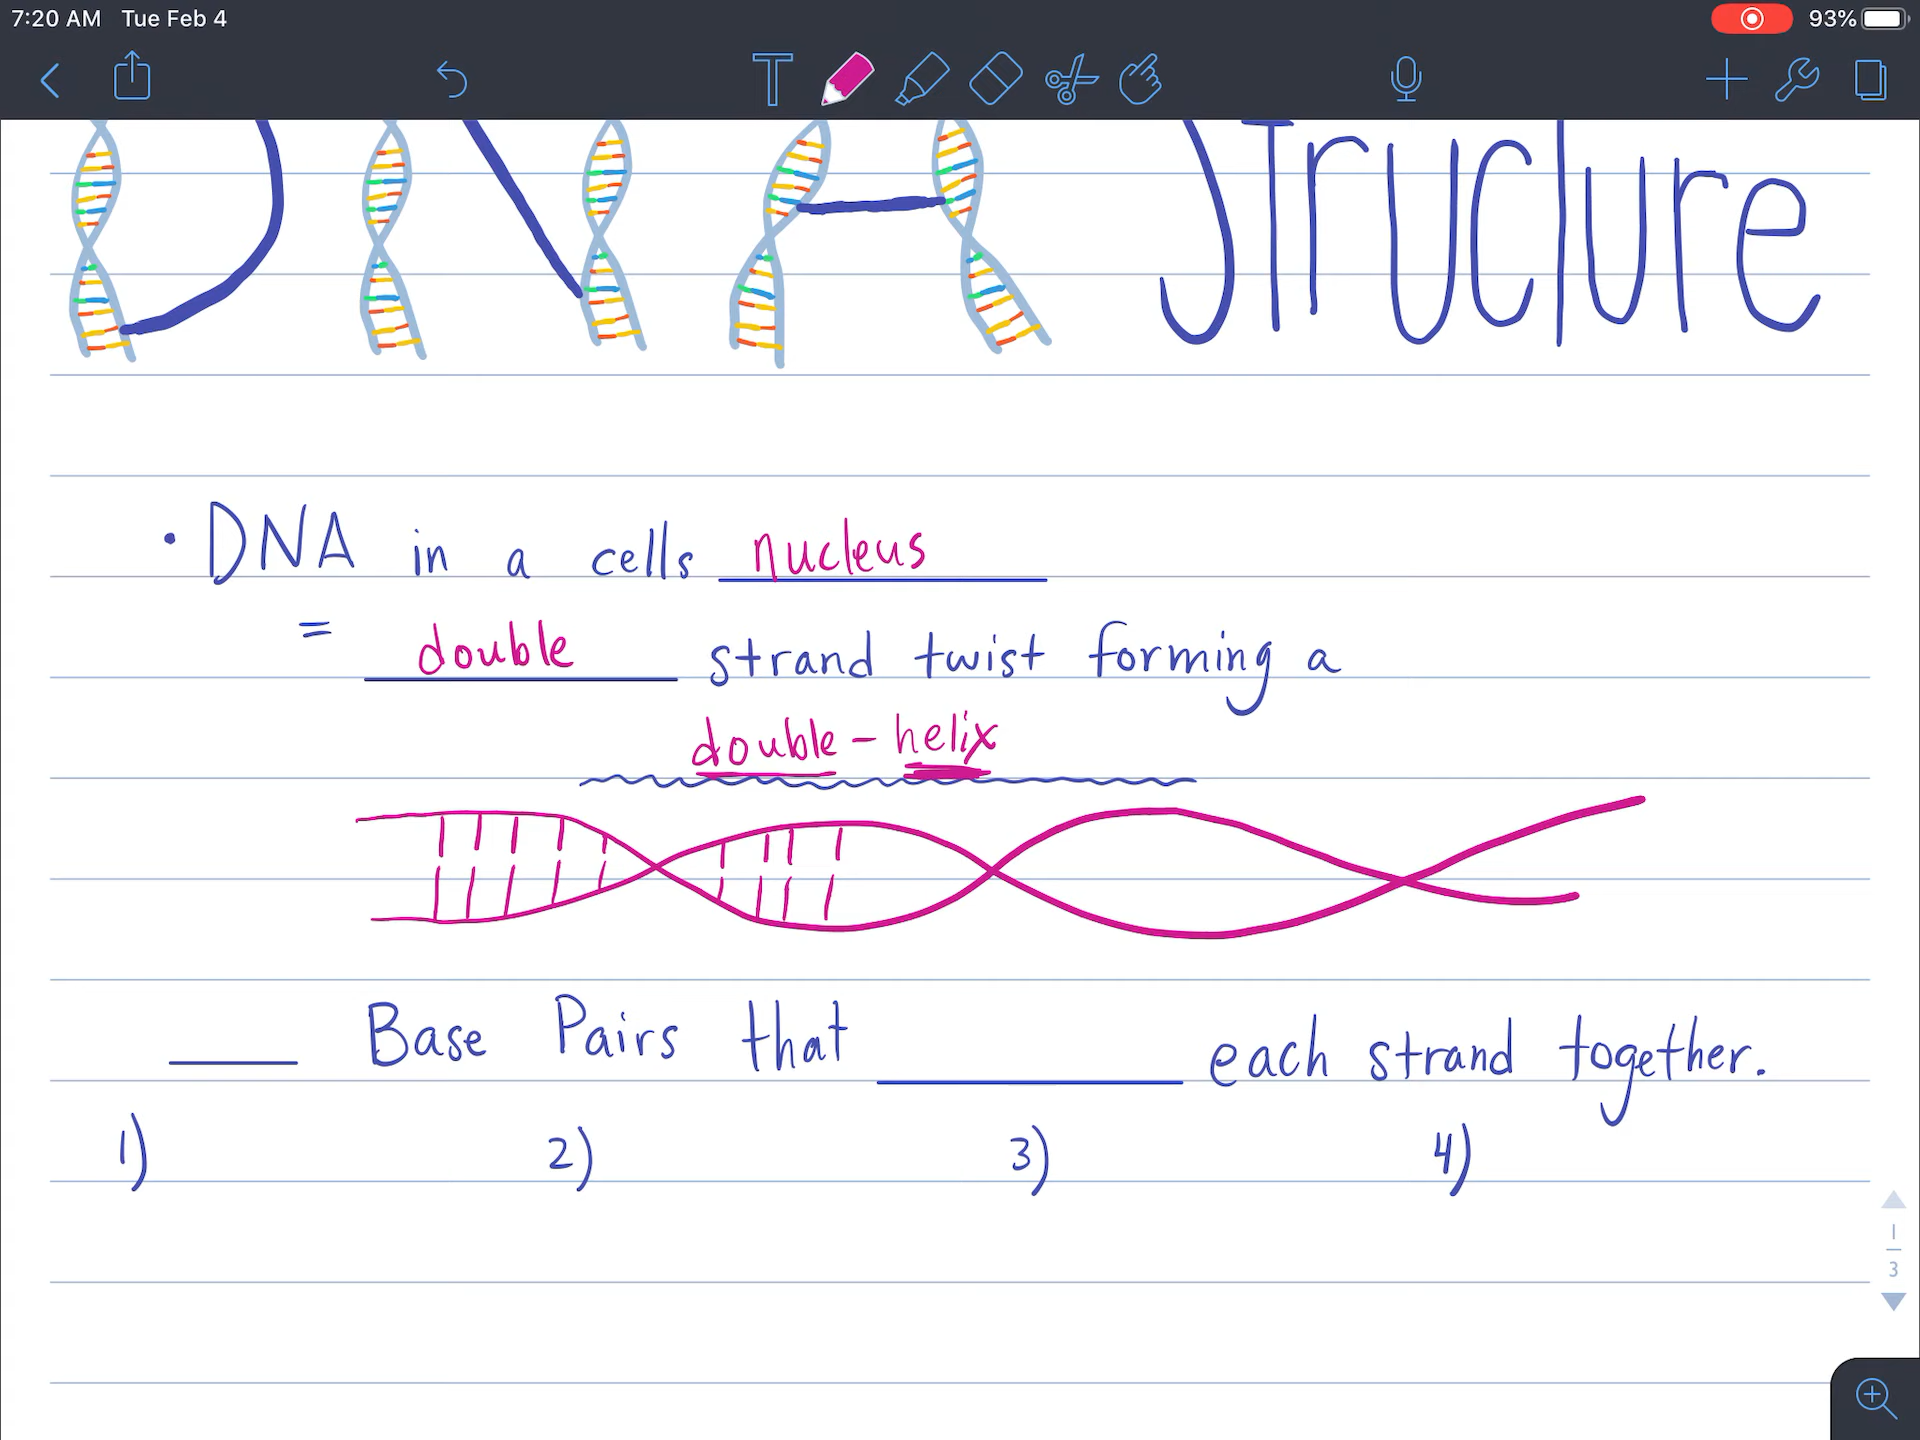 7:20 AM Tue Feb 4 93%
DNA Structure
• DNA in a cells nucleus
= double strand twist forming a
double - helix
Base Pairs that each strand together.
1) 2) 3) 4)
1
3